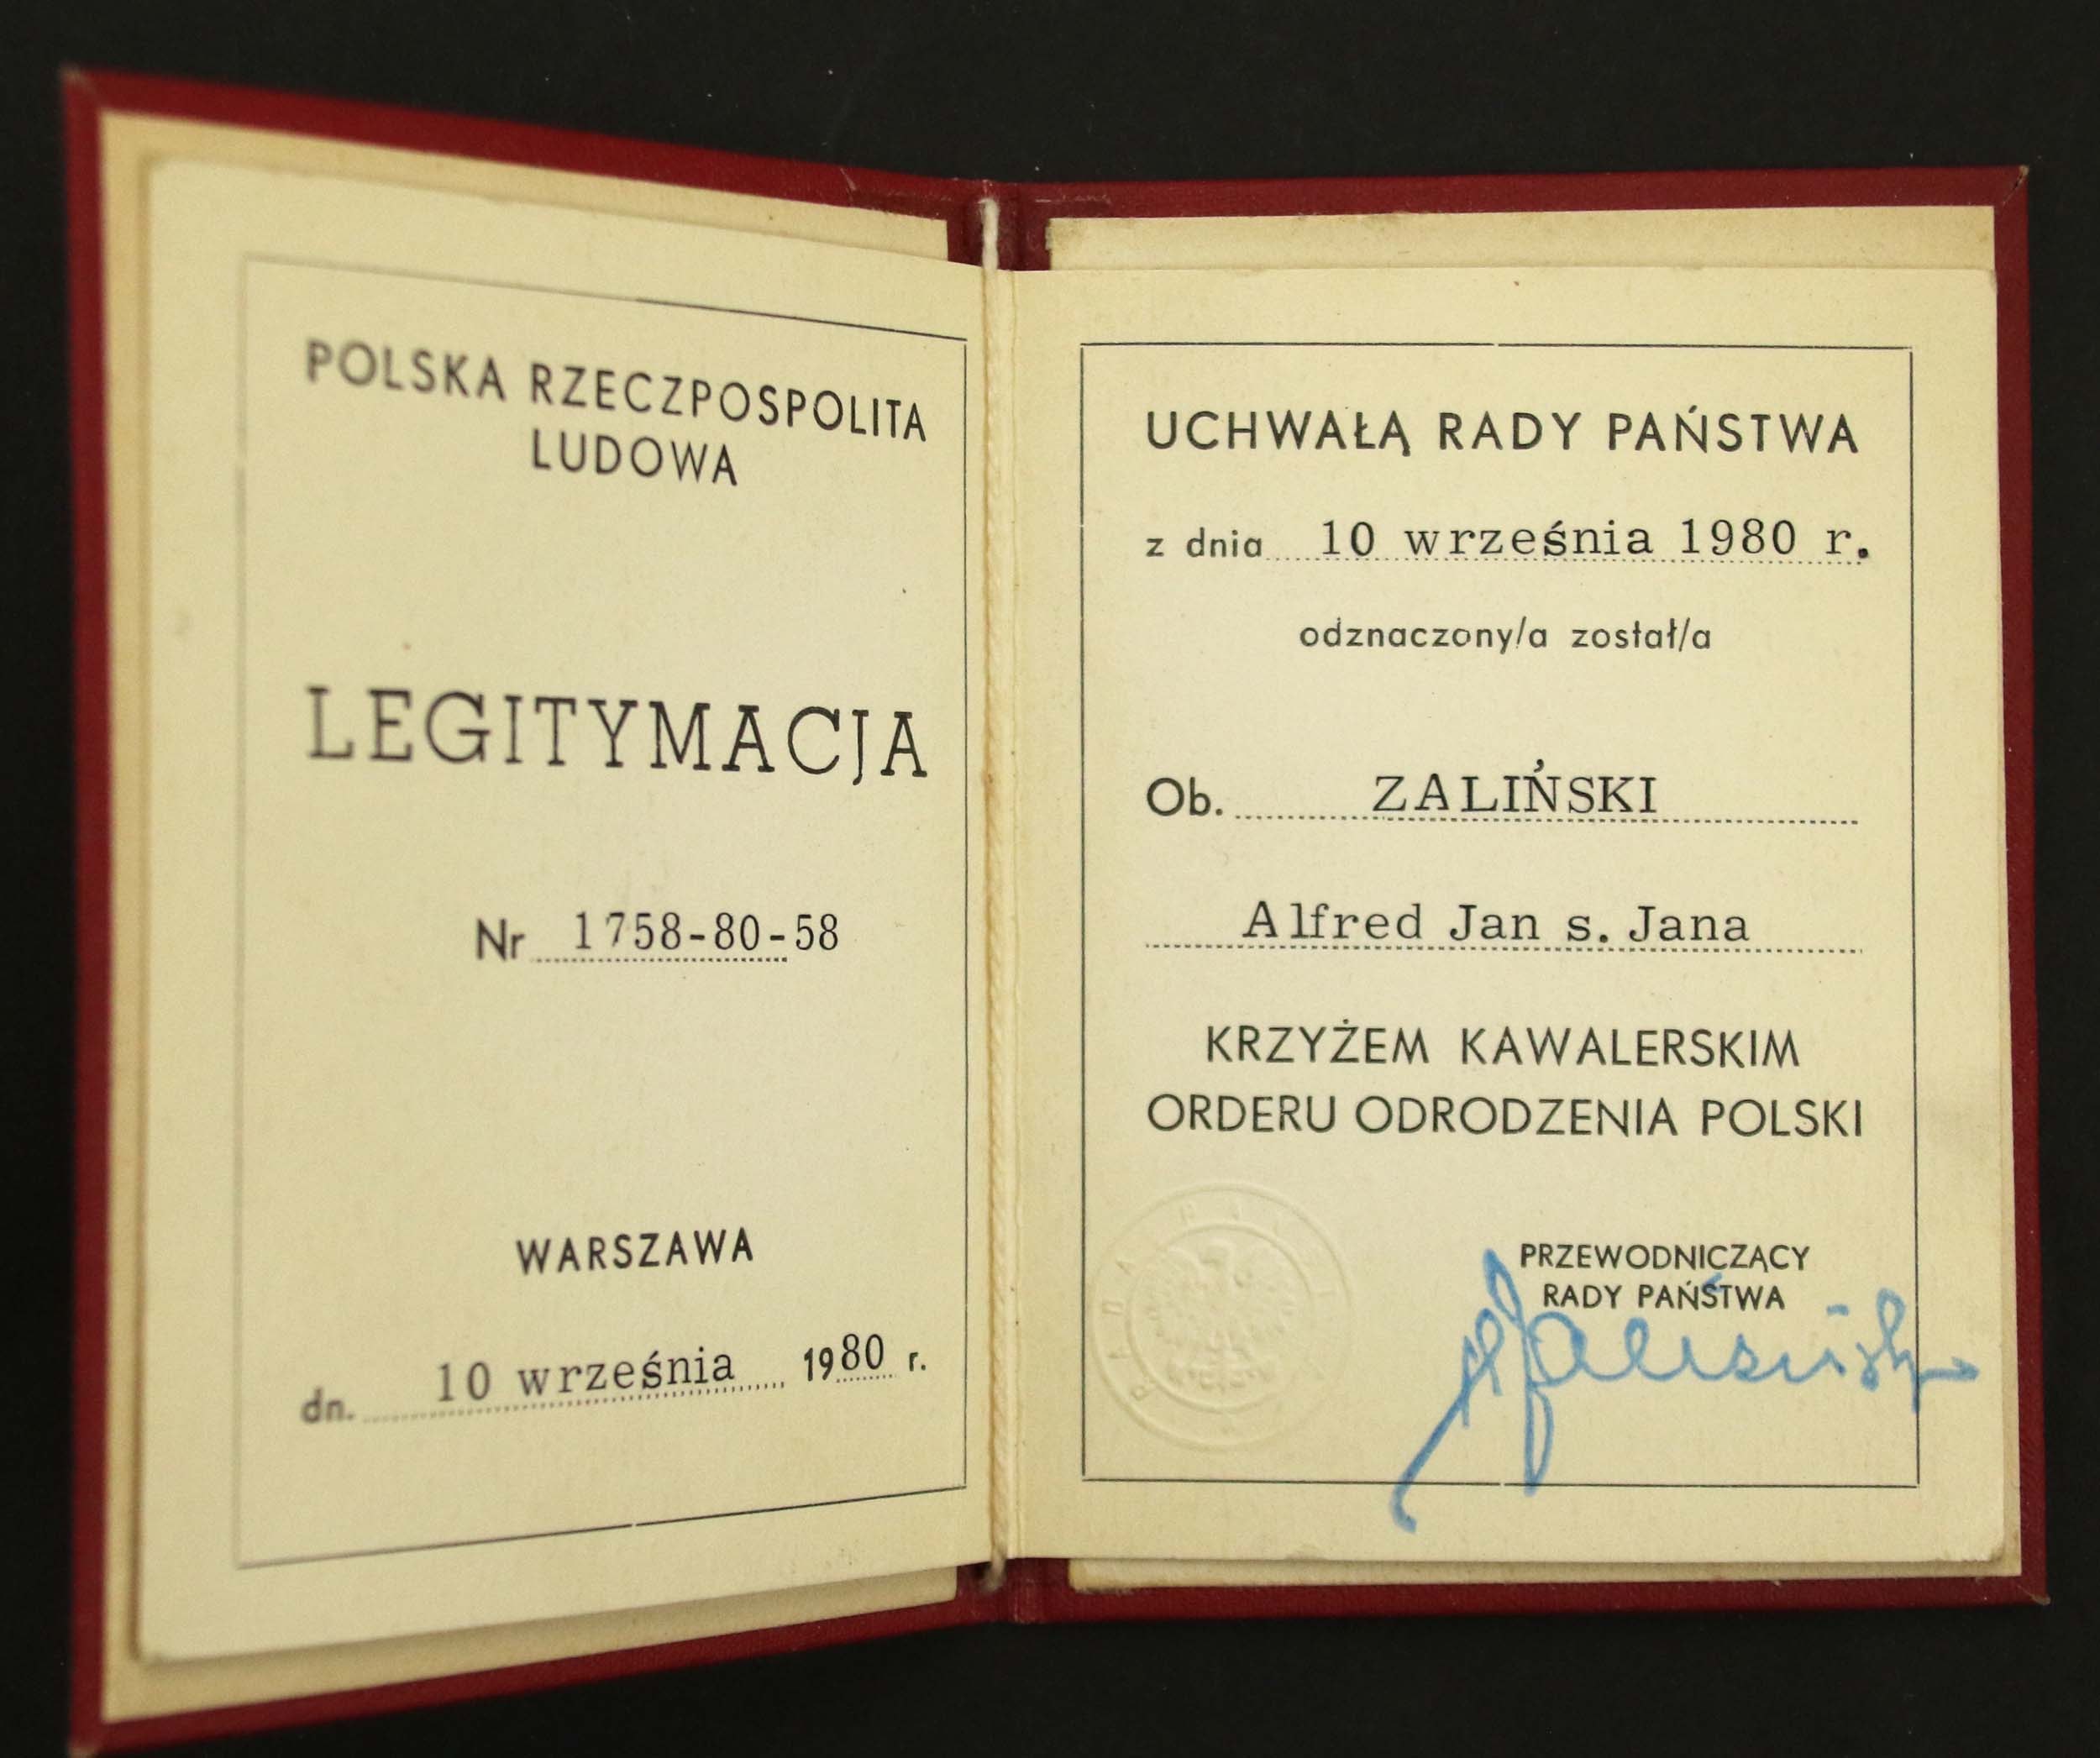 POLSKA RZECZPOSPOLITA
LUDOWA
LEGITYMACJA
Nr 1758-80-58
WARSZAWA
dn. 10 września 1980 r.
UCHWAŁĄ RADY PAŃSTWA
z dnia 10 września 1980 r.
odznaczony/a został/a
Ob. ZALIŃSKI
Alfred Jan s. Jana
KRZYŻEM KAWALERSKIM
ORDERU ODRODZENIA POLSKI
PRZEWODNICZĄCY
RADY PAŃSTWA